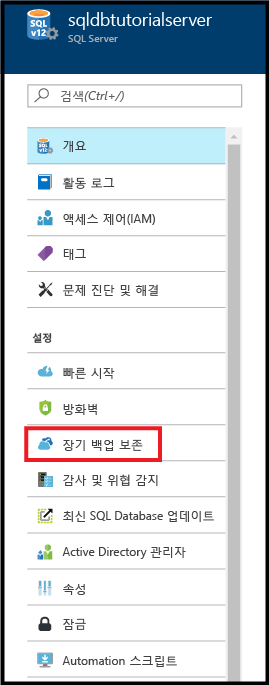 sqldbtutorialserver
SQL
v12
SQL Server
검색(Ctrl+/)
개요
활동 로그
액세스 제어(IAM)
태그
문제 진단 및 해결
설정
빠른 시작
방화벽
장기 백업 보존
감사 및 위협 감지
최신 SQL Database 업데이트
Active Directory 관리자
속성
잠금
Automation 스크립트